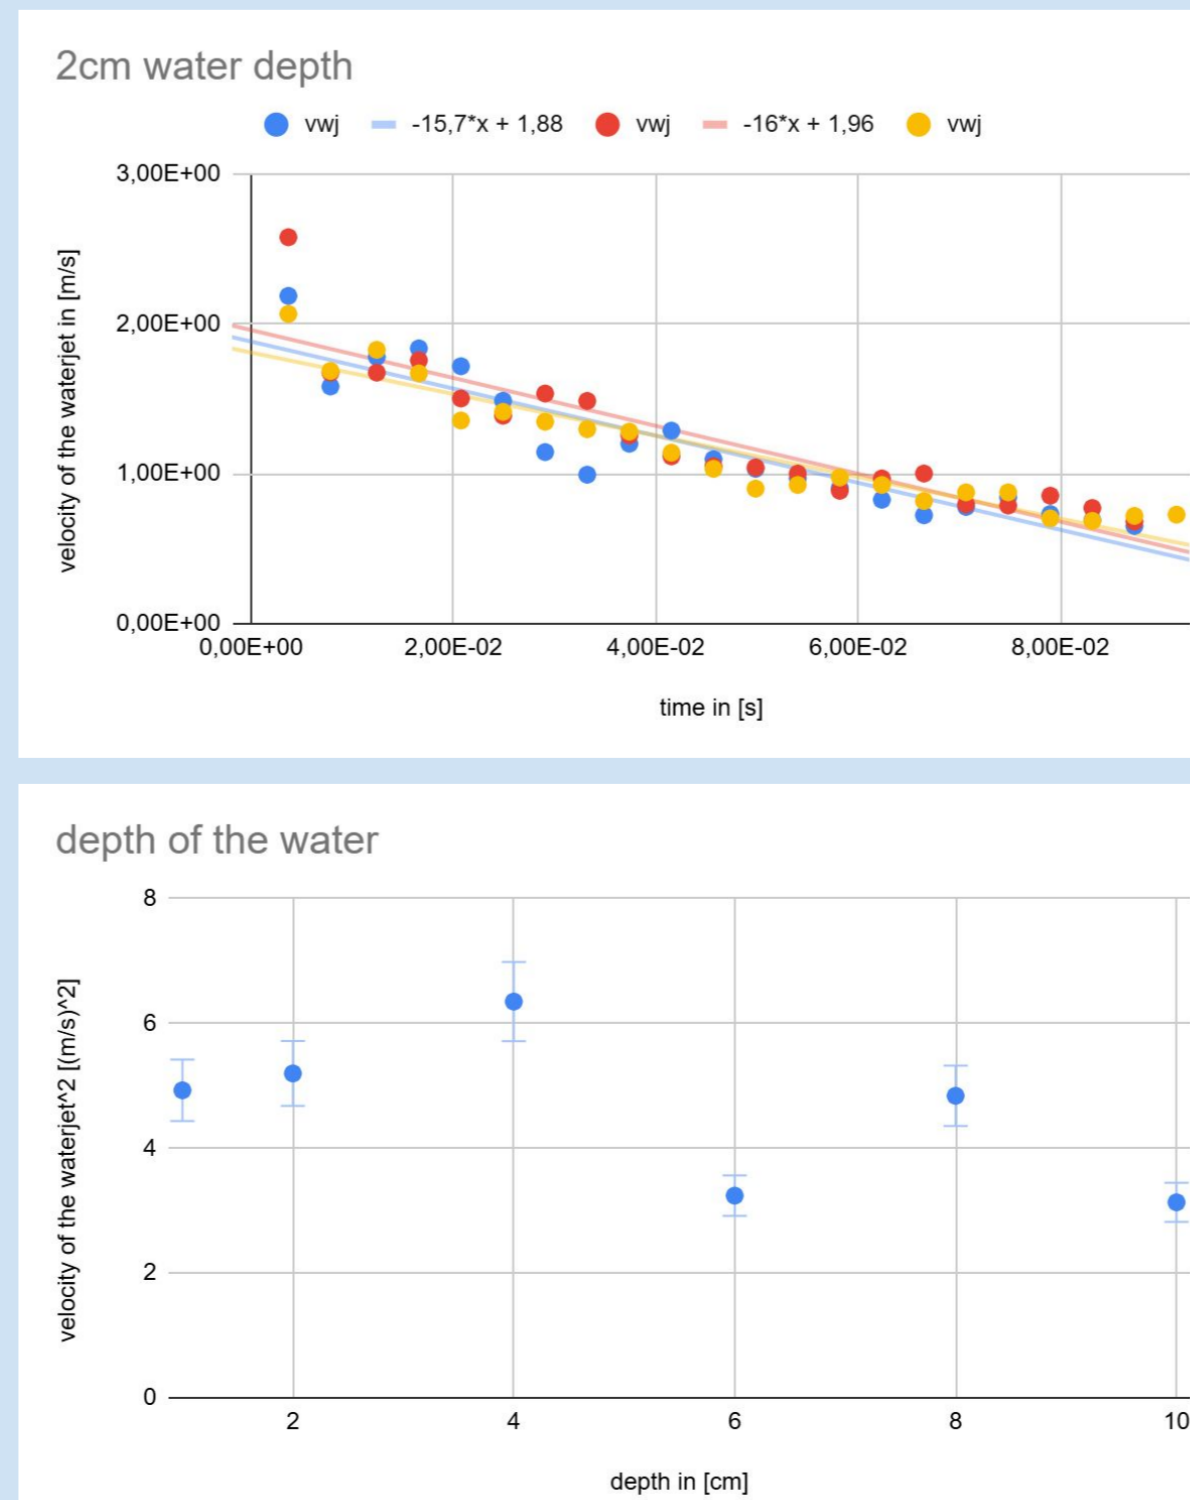 2cm water depth
vwj -15,7*x + 1,88 vwj -16*x + 1,96 vwj
3,00E+00
2,00E+00
1,00E+00
0,00E+00
velocity of the waterjet in [m/s]
0,00E+00 2,00E-02 4,00E-02 6,00E-02 8,00E-02
time in [s]
depth of the water
8
6
4
2
0
velocity of the waterjet^2 [(m/s)^2]
2 4 6 8 10
depth in [cm]